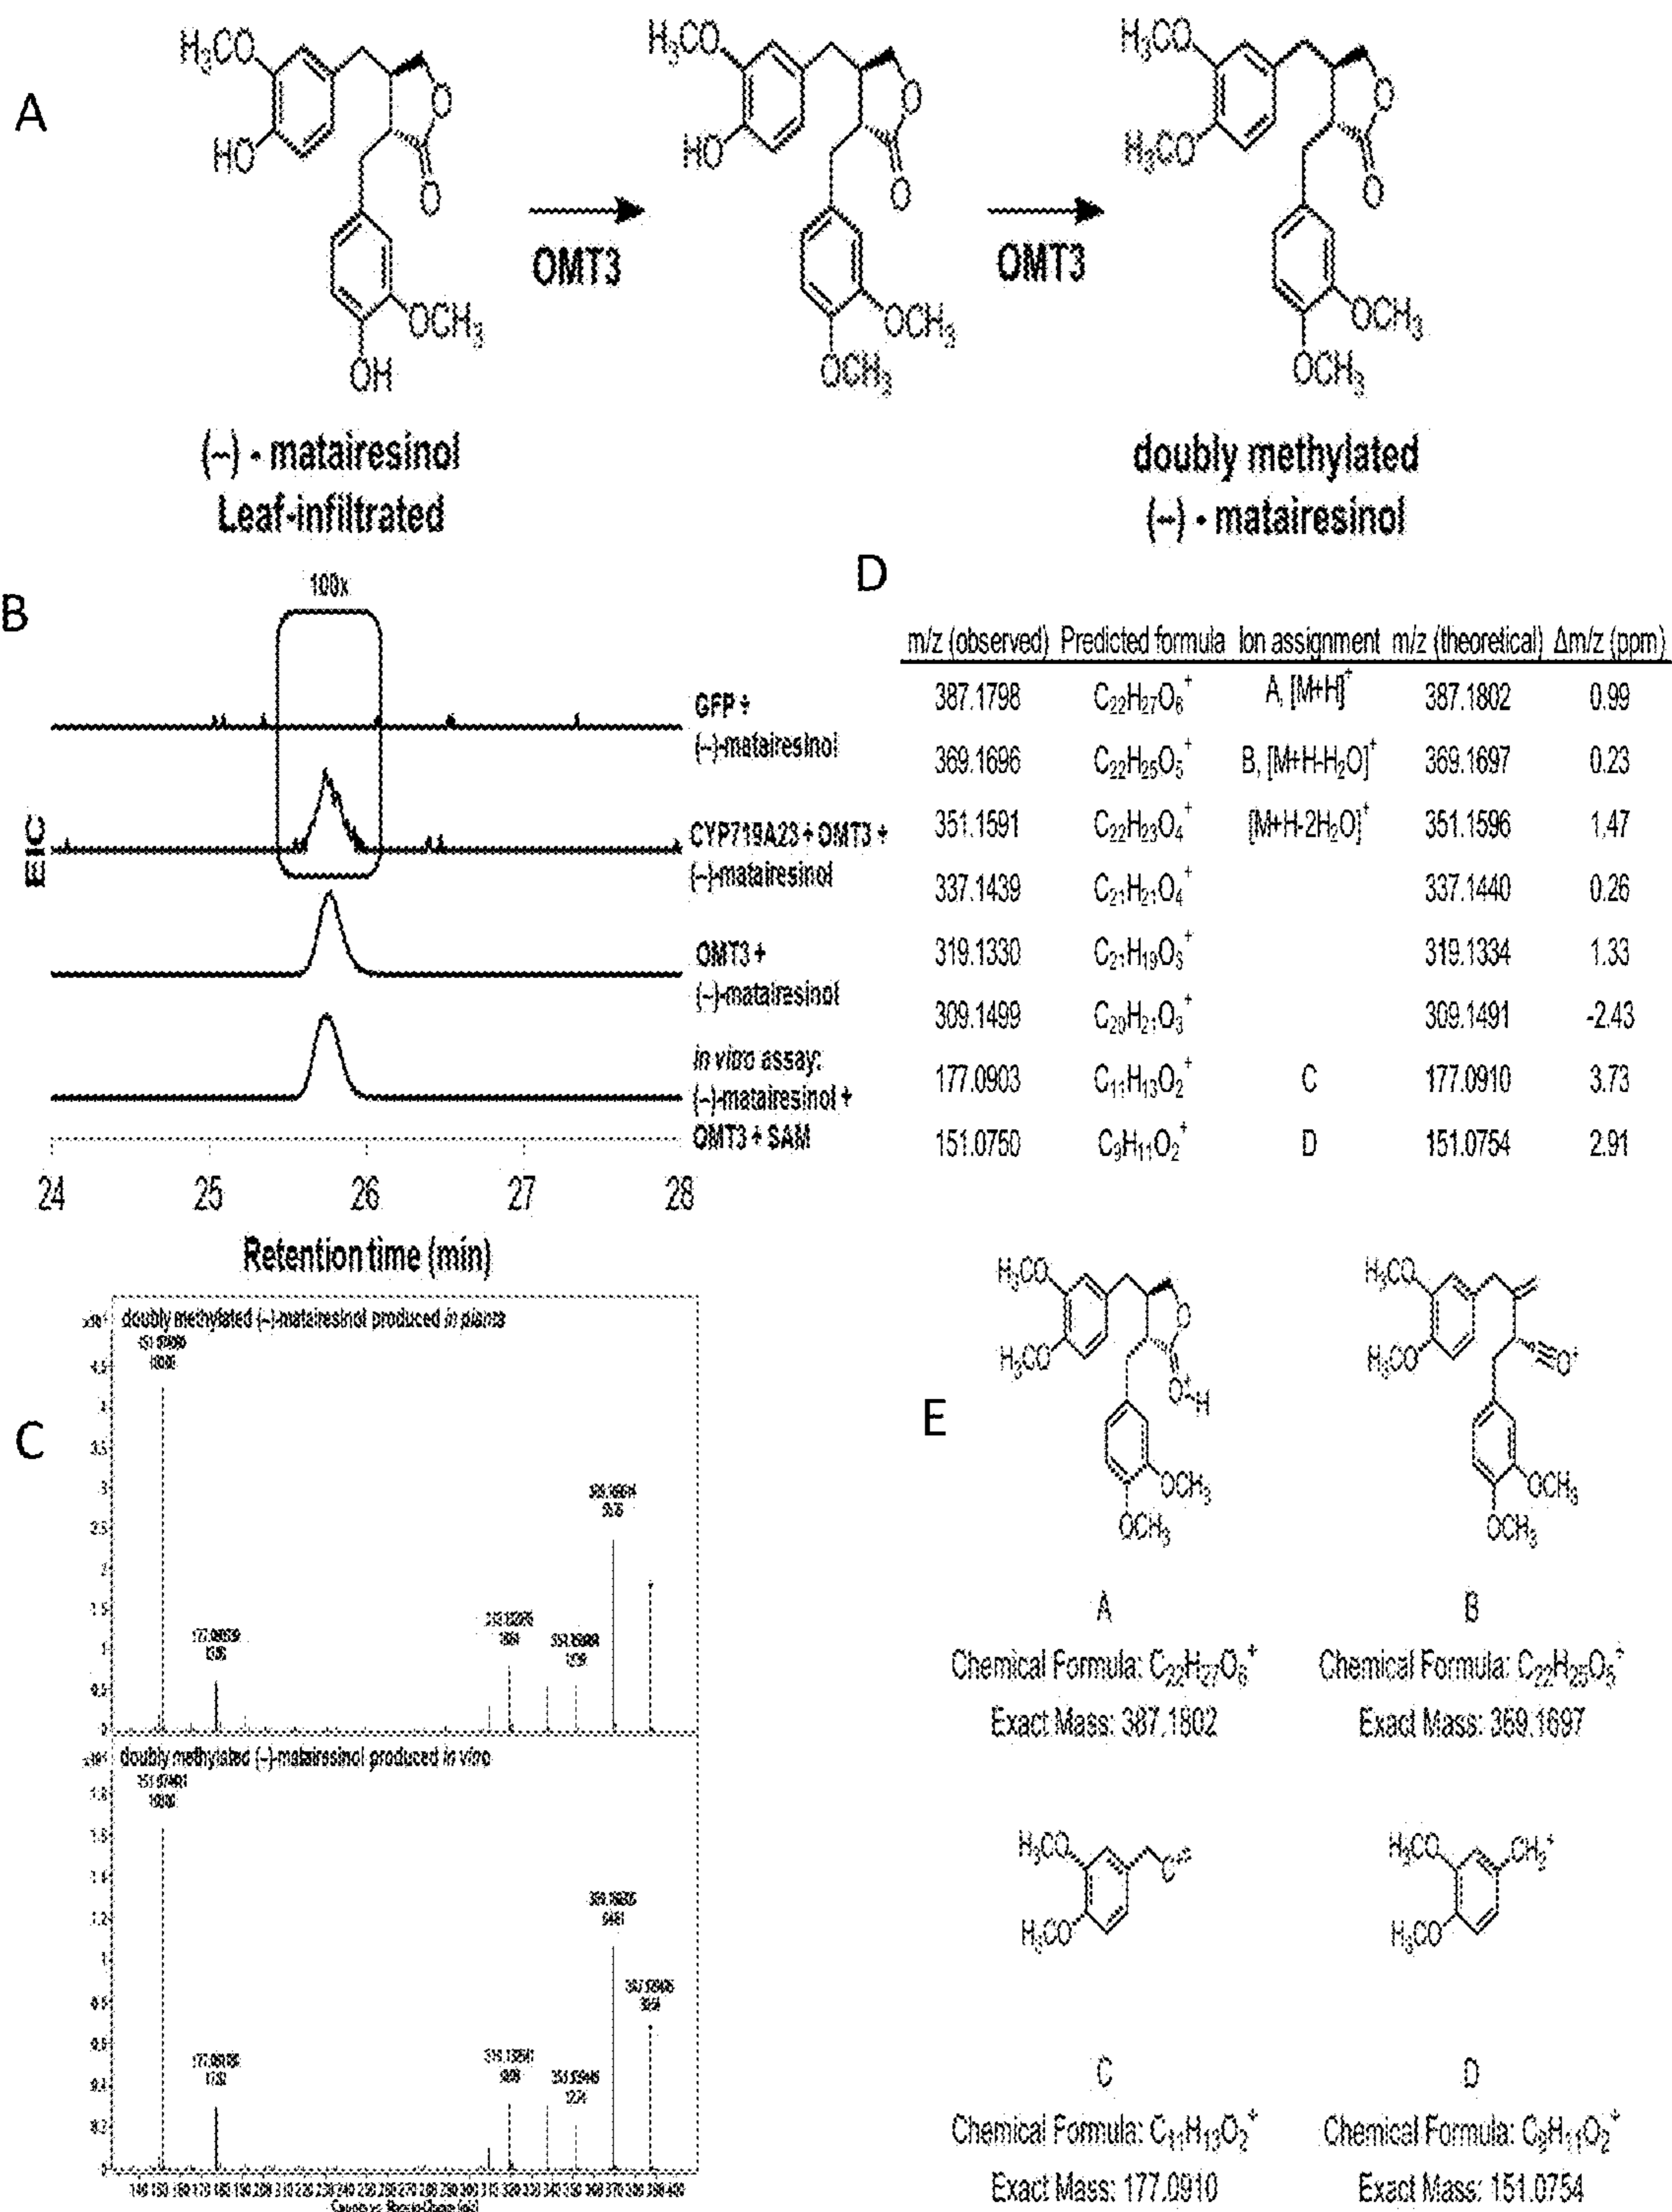 A
H₃CO
HO
O
O
OCH₃
OH
OMT3
H₃CO
HO
O
O
OCH₃
OCH₃
OMT3
H₃CO
H₃CO
O
O
OCH₃
OCH₃
(–) - matairesinol
Leaf-infiltrated
doubly methylated
(–) - matairesinol
B
100x
EIC
GFP +
(–)-matairesinol
CYP719A23 + OMT3 +
(–)-matairesinol
OMT3 +
(–)-matairesinol
in vitro assay:
(–)-matairesinol +
OMT3 + SAM
24 25 26 27 28
Retention time (min)
D
m/z (observed) Predicted formula Ion assignment m/z (theoretical) Δm/z (ppm)
387.1798 C₂₂H₂₇O₆⁺ A, [M+H]⁺ 387.1802 0.99
369.1696 C₂₂H₂₅O₅⁺ B, [M+H-H₂O]⁺ 369.1697 0.23
351.1591 C₂₂H₂₃O₄⁺ [M+H-2H₂O]⁺ 351.1596 1.47
337.1439 C₂₁H₂₁O₄⁺ 337.1440 0.26
319.1330 C₂₁H₁₉O₃⁺ 319.1334 1.33
309.1499 C₂₀H₂₁O₃⁺ 309.1491 -2.43
177.0903 C₁₁H₁₃O₂⁺ C 177.0910 3.73
151.0750 C₉H₁₁O₂⁺ D 151.0754 2.91
C
doubly methylated (–)-matairesinol produced in planta
doubly methylated (–)-matairesinol produced in vitro
E
H₃CO
H₃CO
O
O⁺-H
OCH₃
OCH₃
A
Chemical Formula: C₂₂H₂₇O₆⁺
Exact Mass: 387.1802
H₃CO
H₃CO
O⁺
OCH₃
OCH₃
B
Chemical Formula: C₂₂H₂₅O₅⁺
Exact Mass: 369.1697
H₃CO
H₃CO
C
Chemical Formula: C₁₁H₁₃O₂⁺
Exact Mass: 177.0910
H₃CO
CH₂⁺
H₃CO
D
Chemical Formula: C₉H₁₁O₂⁺
Exact Mass: 151.0754